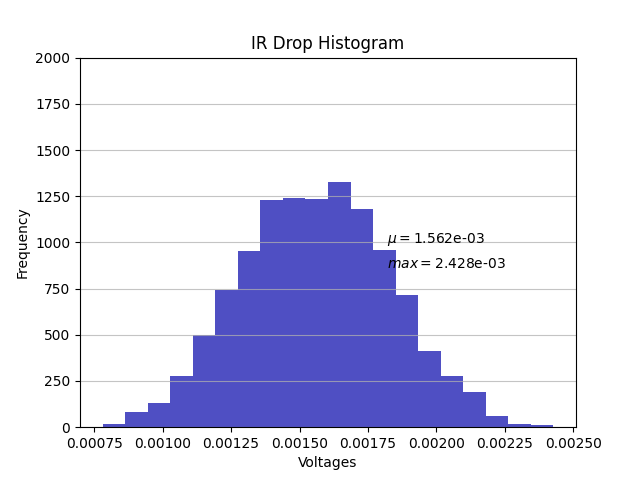 IR Drop Histogram
2000
1750
1500
1250
1000
750
500
250
0
Frequency
μ = 1.562e-03
max = 2.428e-03
0.00075 0.00100 0.00125 0.00150 0.00175 0.00200 0.00225 0.00250
Voltages